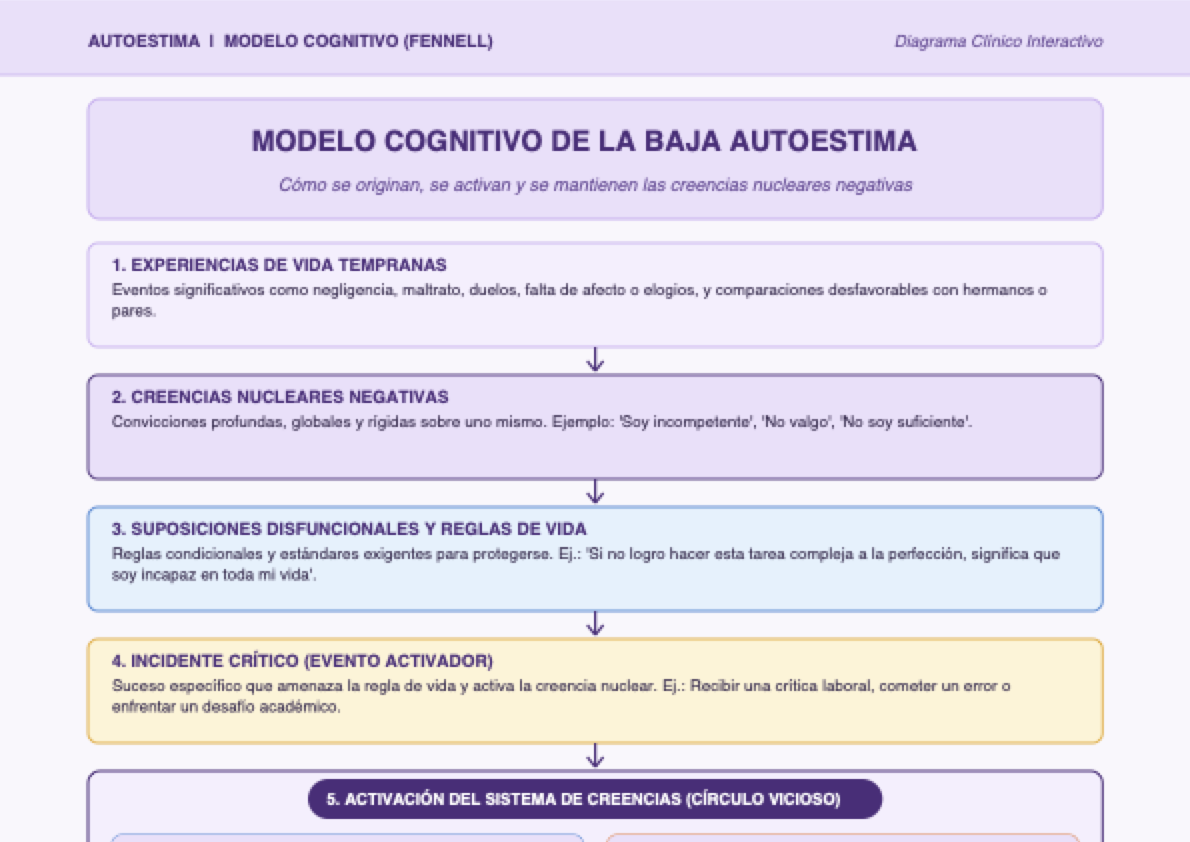 AUTOESTIMA | MODELO COGNITIVO (FENNELL)
Diagrama Clínico Interactivo
MODELO COGNITIVO DE LA BAJA AUTOESTIMA
Cómo se originan, se activan y se mantienen las creencias nucleares negativas
1. EXPERIENCIAS DE VIDA TEMPRANAS
Eventos significativos como negligencia, maltrato, duelos, falta de afecto o elogios, y comparaciones desfavorables con hermanos o
pares.
2. CREENCIAS NUCLEARES NEGATIVAS
Convicciones profundas, globales y rígidas sobre uno mismo. Ejemplo: 'Soy incompetente', 'No valgo', 'No soy suficiente'.
3. SUPOSICIONES DISFUNCIONALES Y REGLAS DE VIDA
Reglas condicionales y estándares exigentes para protegerse. Ej.: 'Si no logro hacer esta tarea compleja a la perfección, significa que
soy incapaz en toda mi vida'.
4. INCIDENTE CRÍTICO (EVENTO ACTIVADOR)
Suceso específico que amenaza la regla de vida y activa la creencia nuclear. Ej.: Recibir una crítica laboral, cometer un error o
enfrentar un desafío académico.
5. ACTIVACIÓN DEL SISTEMA DE CREENCIAS (CÍRCULO VICIOSO)